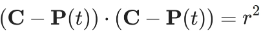 (C − P(t)) · (C − P(t)) = r²